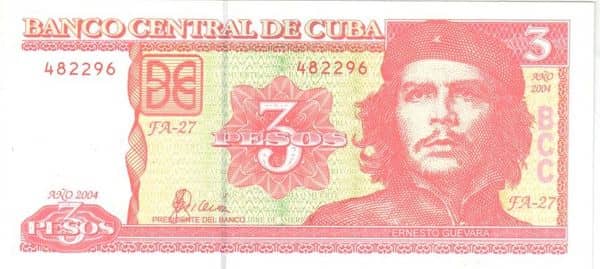 BANCO CENTRAL DE CUBA
3
482296
482296
AÑO
2004
FA-27
3
PESOS
BCC
AÑO 2004
FA-27
PRESIDENTE DEL BANCO
3
PESOS
ERNESTO GUEVARA